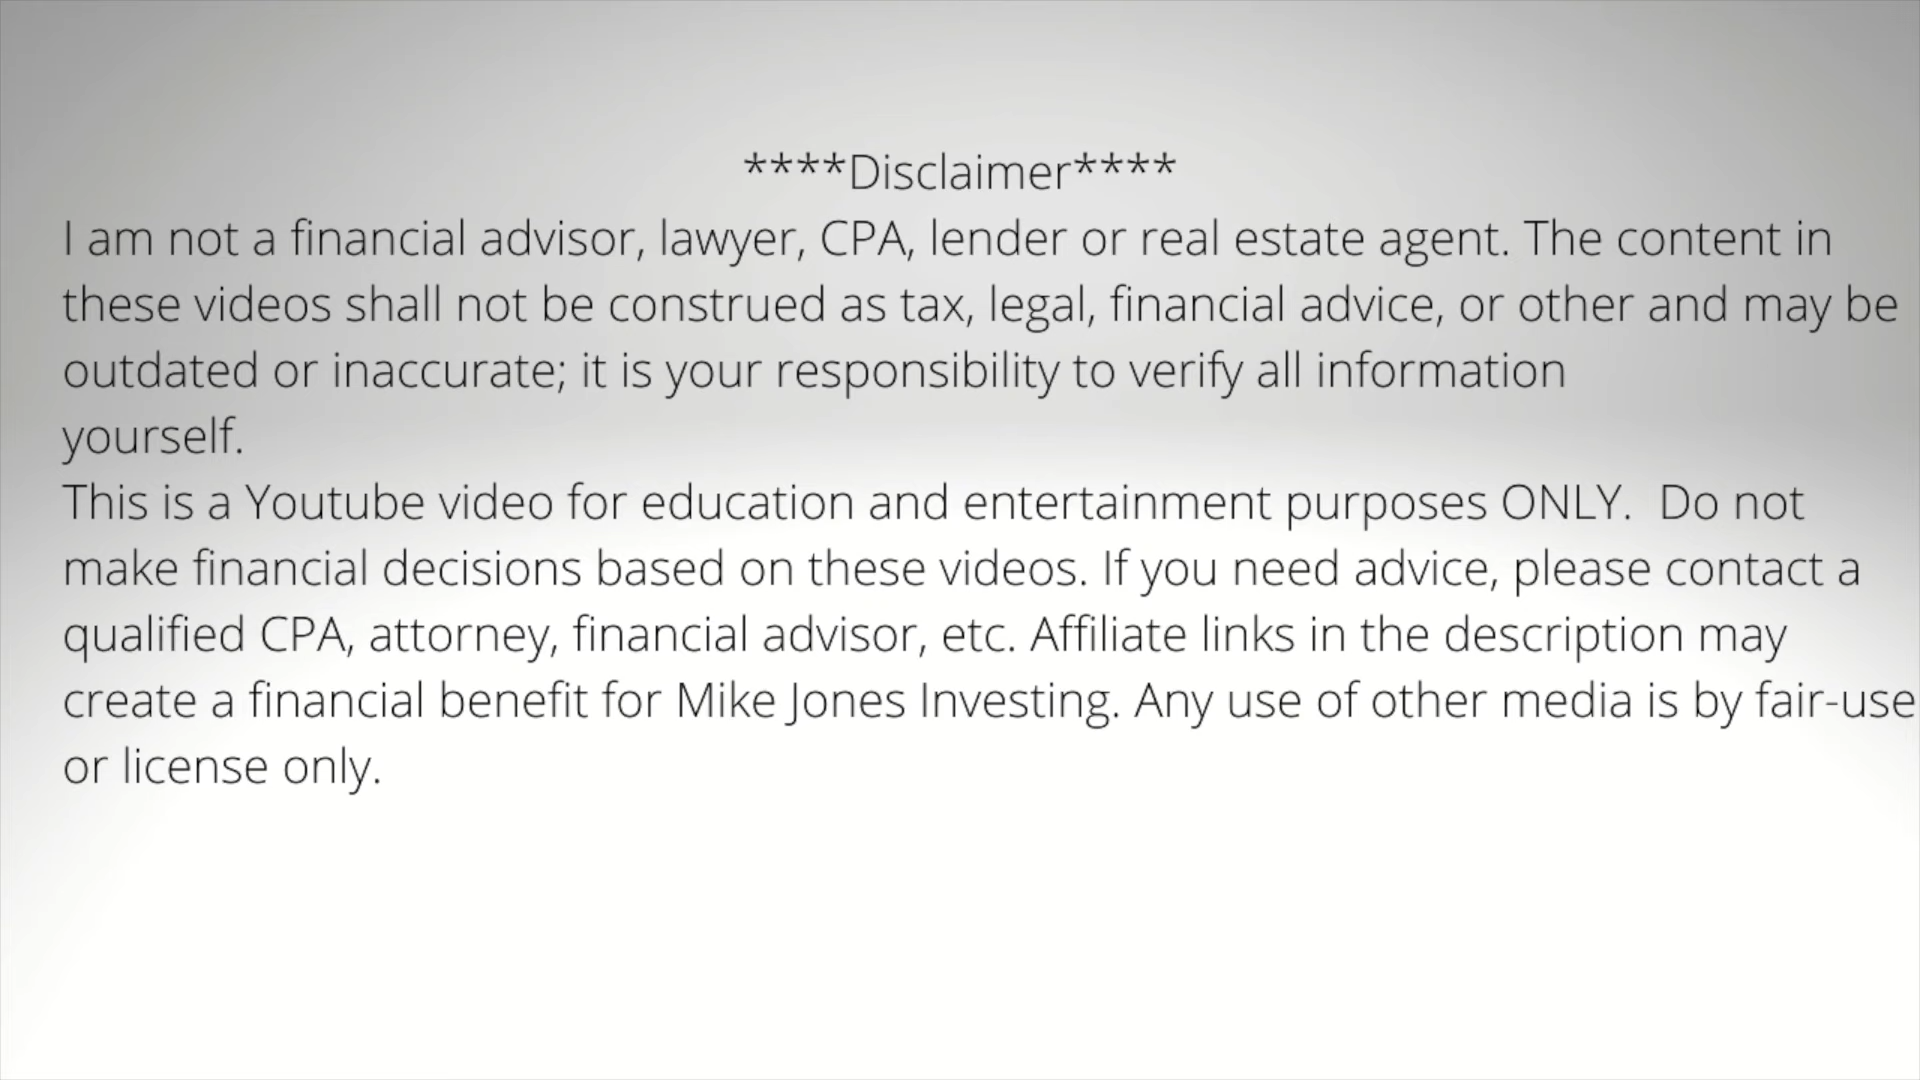 ****Disclaimer****
I am not a financial advisor, lawyer, CPA, lender or real estate agent. The content in
these videos shall not be construed as tax, legal, financial advice, or other and may be
outdated or inaccurate; it is your responsibility to verify all information
yourself.
This is a Youtube video for education and entertainment purposes ONLY.  Do not
make financial decisions based on these videos. If you need advice, please contact a
qualified CPA, attorney, financial advisor, etc. Affiliate links in the description may
create a financial benefit for Mike Jones Investing. Any use of other media is by fair-use
or license only.